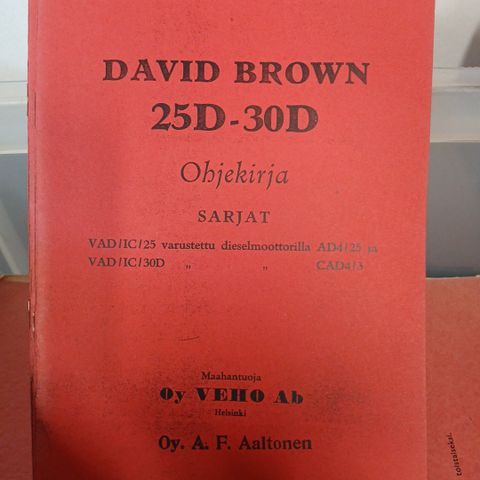 DAVID BROWN
25D-30D
Ohjekirja
SARJAT
VAD/IC/25 varustettu dieselmoottorilla AD4/25 ja
VAD/IC/30D „ „ CAD4/3
Maahantuoja
Oy VEHO Ab
Helsinki
Oy. A. F. Aaltonen
toistaiseksi.